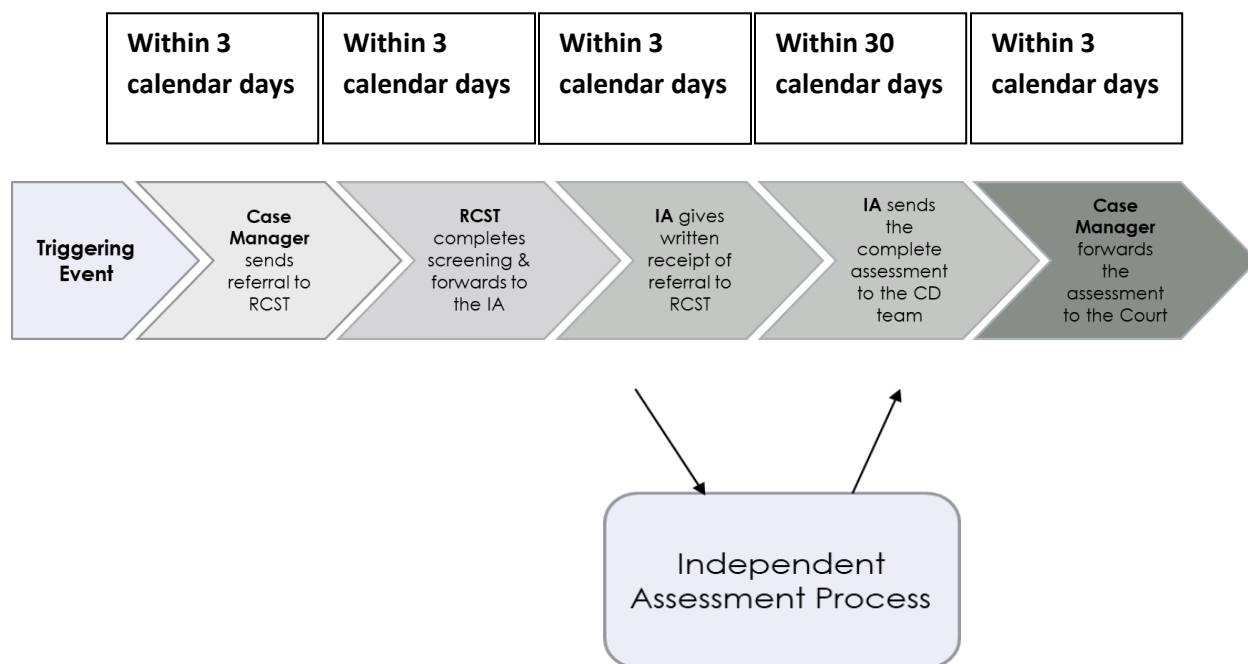 Within 3
calendar days
Within 3
calendar days
Within 3
calendar days
Within 30
calendar days
Within 3
calendar days
Triggering
Event
Case
Manager
sends
referral to
RCST
RCST
completes
screening &
forwards to
the IA
IA gives
written
receipt of
referral to
RCST
IA sends
the
complete
assessment
to the CD
team
Case
Manager
forwards
the
assessment
to the Court
Independent
Assessment Process